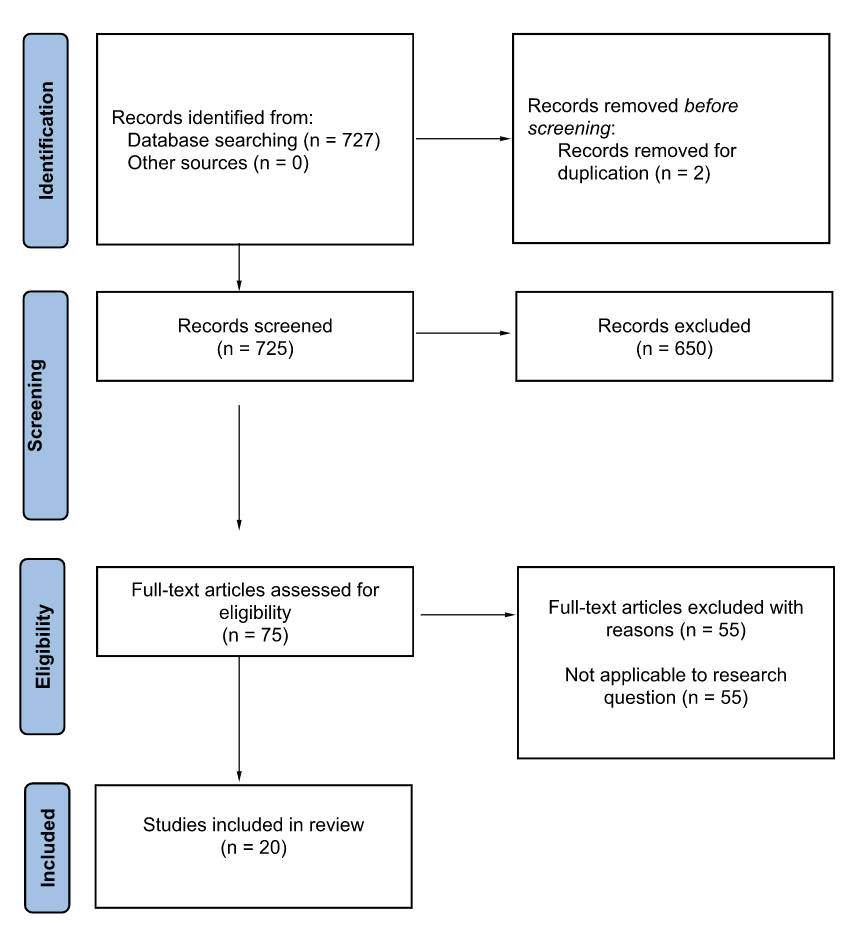 Identification
Records identified from:
Database searching (n = 727)
Other sources (n = 0)
Records removed before
screening:
Records removed for
duplication (n = 2)
Screening
Records screened
(n = 725)
Records excluded
(n = 650)
Eligibility
Full-text articles assessed for
eligibility
(n = 75)
Full-text articles excluded with
reasons (n = 55)
Not applicable to research
question (n = 55)
Included
Studies included in review
(n = 20)